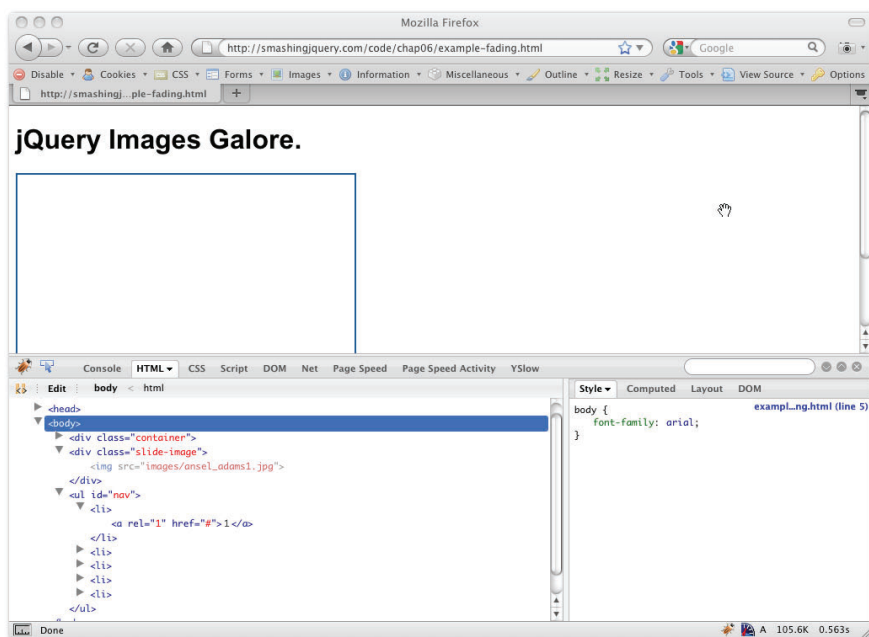 Mozilla Firefox
http://smashingjquery.com/code/chap06/example-fading.html
Google
Disable Cookies CSS Forms Images Information Miscellaneous Outline Resize Tools View Source Options
http://smashingj...ple-fading.html +
jQuery Images Galore.
Console HTML CSS Script DOM Net Page Speed Page Speed Activity YSlow
Edit body < html
Style Computed Layout DOM
<head>
<body>
<div class="container">
<div class="slide-image">
<img src="images/ansel_adams1.jpg">
</div>
<ul id="nav">
<li>
<a rel="1" href="#">1</a>
</li>
<li>
<li>
<li>
<li>
</ul>
body {
exampl...ng.html (line 5)
font-family: arial;
}
Done
A 105.6K 0.563s